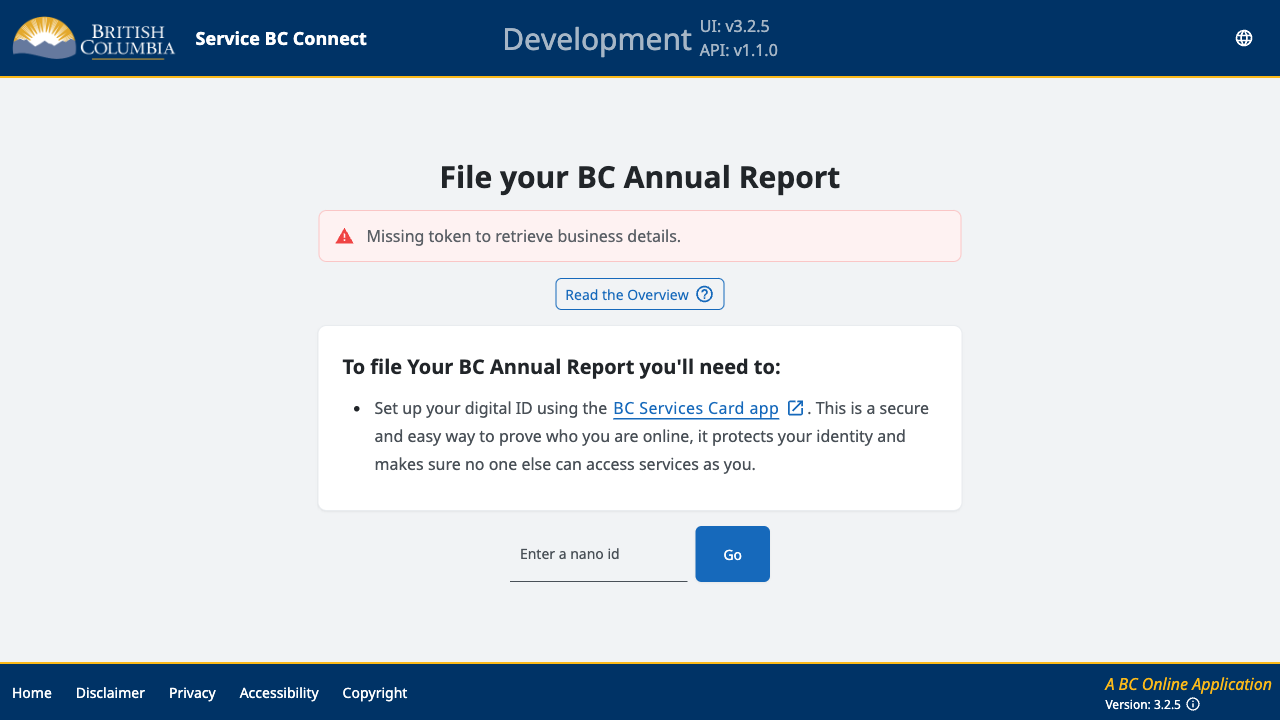 BRITISH
COLUMBIA
Service BC Connect
Development
UI: v3.2.5
API: v1.1.0
File your BC Annual Report
Missing token to retrieve business details.
Read the Overview
To file Your BC Annual Report you'll need to:
• Set up your digital ID using the BC Services Card app . This is a secure
and easy way to prove who you are online, it protects your identity and
makes sure no one else can access services as you.
Enter a nano id
Go
Home Disclaimer Privacy Accessibility Copyright
A BC Online Application
Version: 3.2.5